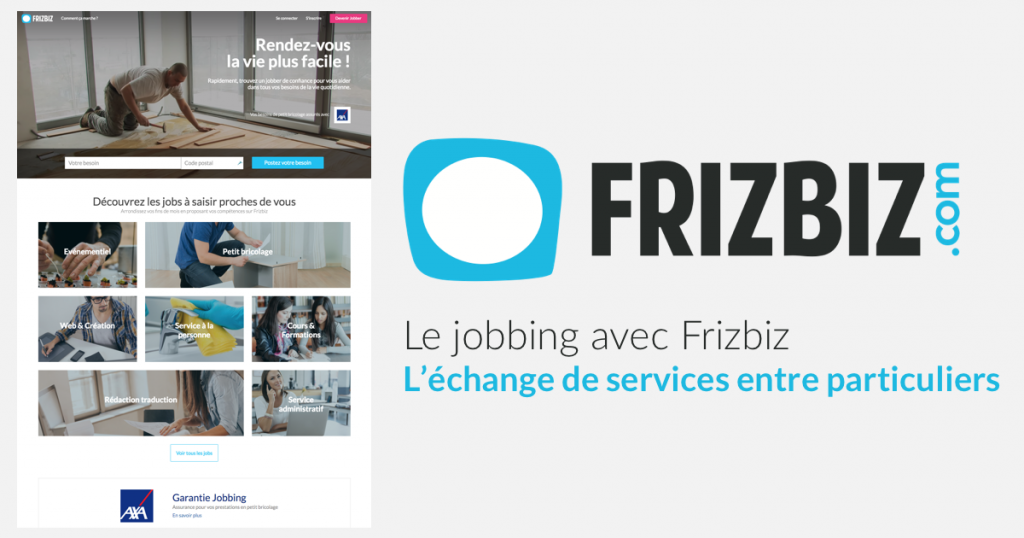 FRIZBIZ
Comment ça marche ?
Se connecter
S'inscrire
Devenir Jobber
Rendez-vous
la vie plus facile !
Rapidement, trouvez un jobber de confiance pour vous aider
dans tous vos besoins de la vie quotidienne.
AXA
Votre besoin
Code postal
Postez votre besoin
Découvrez les jobs à saisir proches de vous
Arrondissez vos fins de mois en proposant vos compétences sur Frizbiz
Evénementiel
Petit bricolage
Web & Création
Service à la
personne
Cours &
Formations
Rédaction traduction
Service
administratif
Voir tous les jobs
AXA
Garantie Jobbing
Assurance pour vos prestations en petit bricolage
En savoir plus
FRIZBIZ.com
Le jobbing avec Frizbiz
L'échange de services entre particuliers